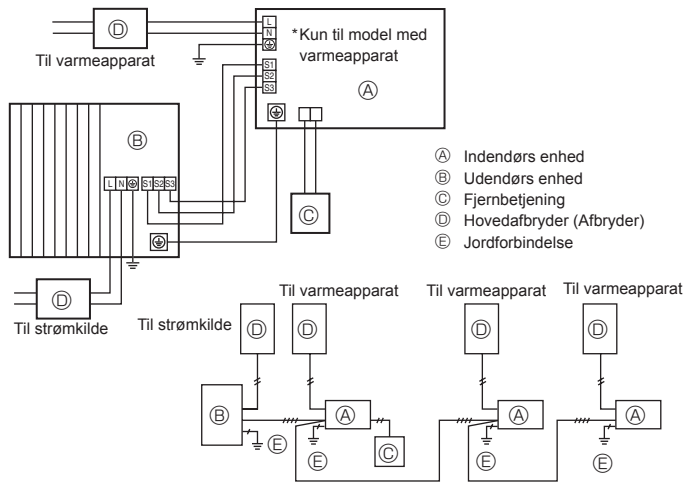 Ⓓ
Til varmeapparat
L
N
S1
S2
S3
*Kun til model med
varmeapparat
Ⓐ
Ⓑ
L N S1 S2 S3
Ⓒ
Ⓐ Indendørs enhed
Ⓑ Udendørs enhed
Ⓒ Fjernbetjening
Ⓓ Hovedafbryder (Afbryder)
Ⓔ Jordforbindelse
Ⓓ
Til strømkilde
Til strømkilde
Til varmeapparat
Til varmeapparat
Til varmeapparat
Ⓓ Ⓓ Ⓓ Ⓓ
Ⓑ Ⓐ Ⓐ Ⓐ
Ⓔ Ⓔ Ⓒ Ⓔ Ⓔ